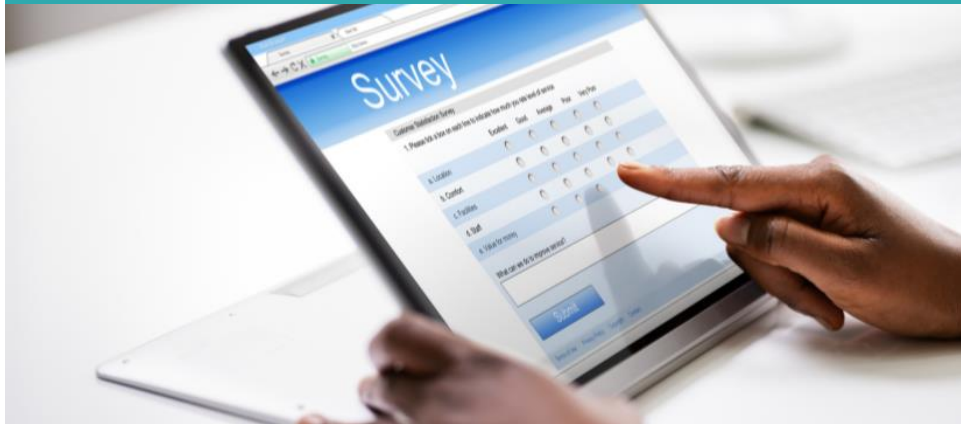 Survey
Customer Satisfaction Survey
1. Please tick a box on each line to indicate how much you rate level of service
Excellent Good Average Poor Very Poor
a. Location
b. Comfort
c. Facilities
d. Staff
e. Value for money
What can we do to improve service?
Submit